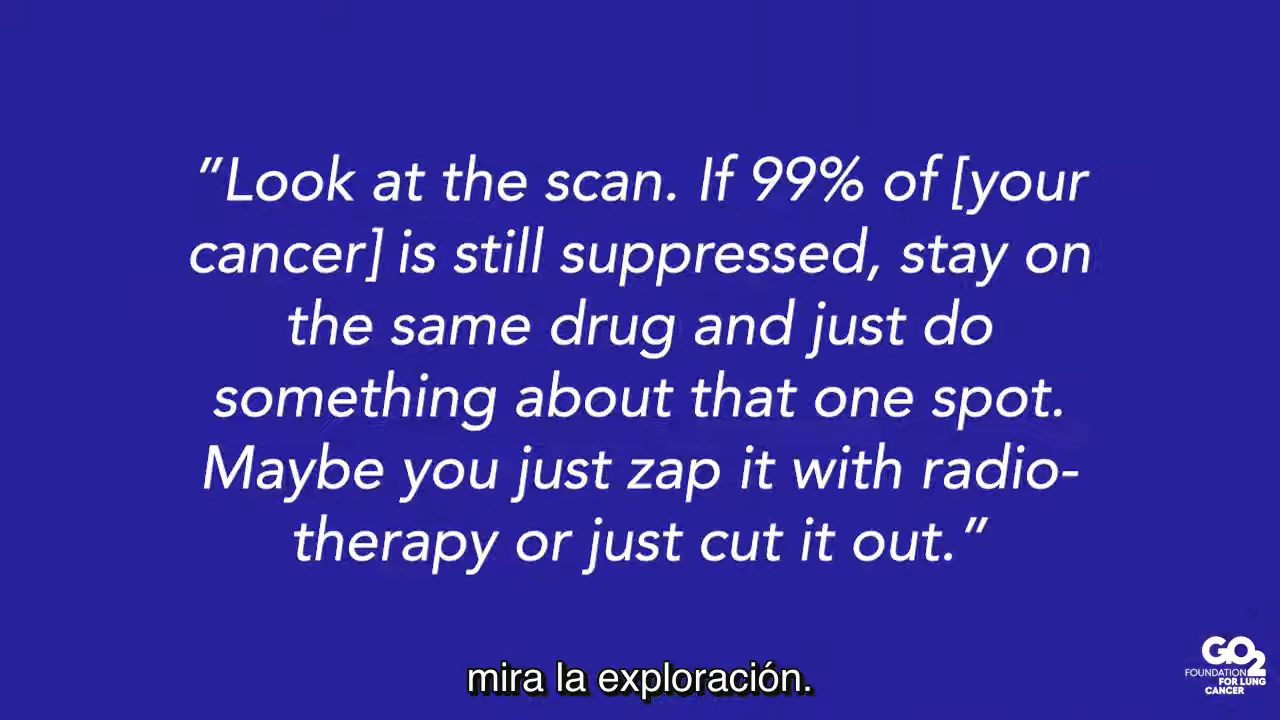 "Look at the scan. If 99% of [your
cancer] is still suppressed, stay on
the same drug and just do
something about that one spot.
Maybe you just zap it with radio-
therapy or just cut it out."
mira la exploración.
GO2
FOUNDATION
FOR LUNG
CANCER